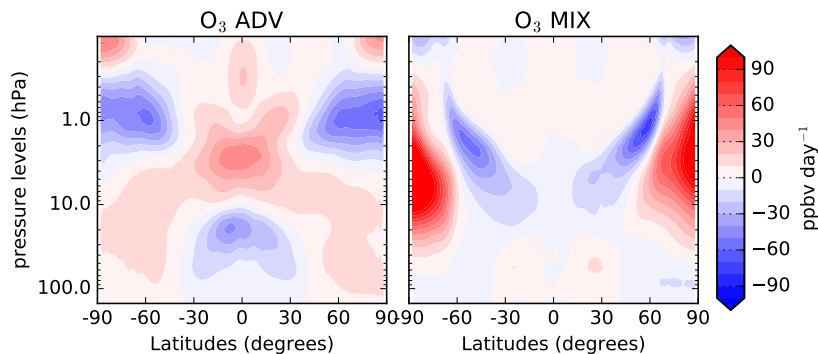 O3 ADV
O3 MIX
pressure levels (hPa)
1.0
10.0
100.0
-90 -60 -30 0 30 60 90
Latitudes (degrees)
-90 -60 -30 0 30 60 90
Latitudes (degrees)
90
60
30
0
−30
−60
−90
ppbv day−1